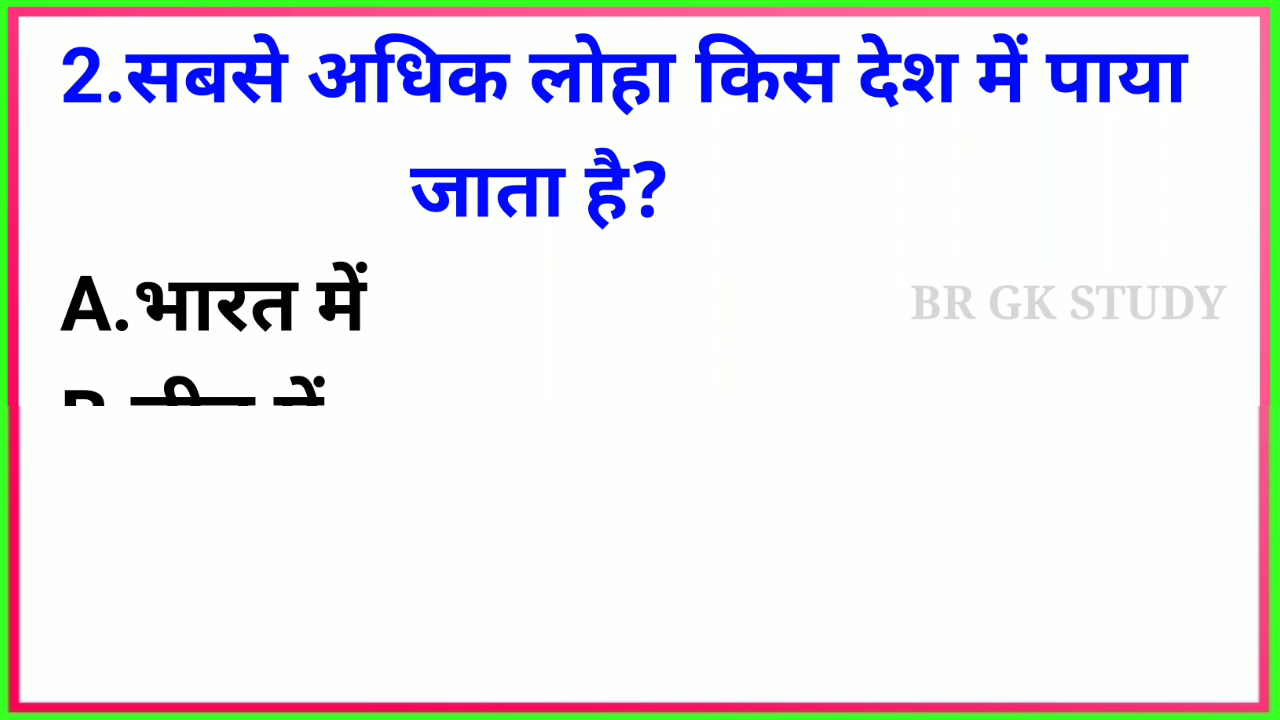 2.सबसे अधिक लोहा किस देश में पाया
जाता है?
A.भारत में
BR GK STUDY